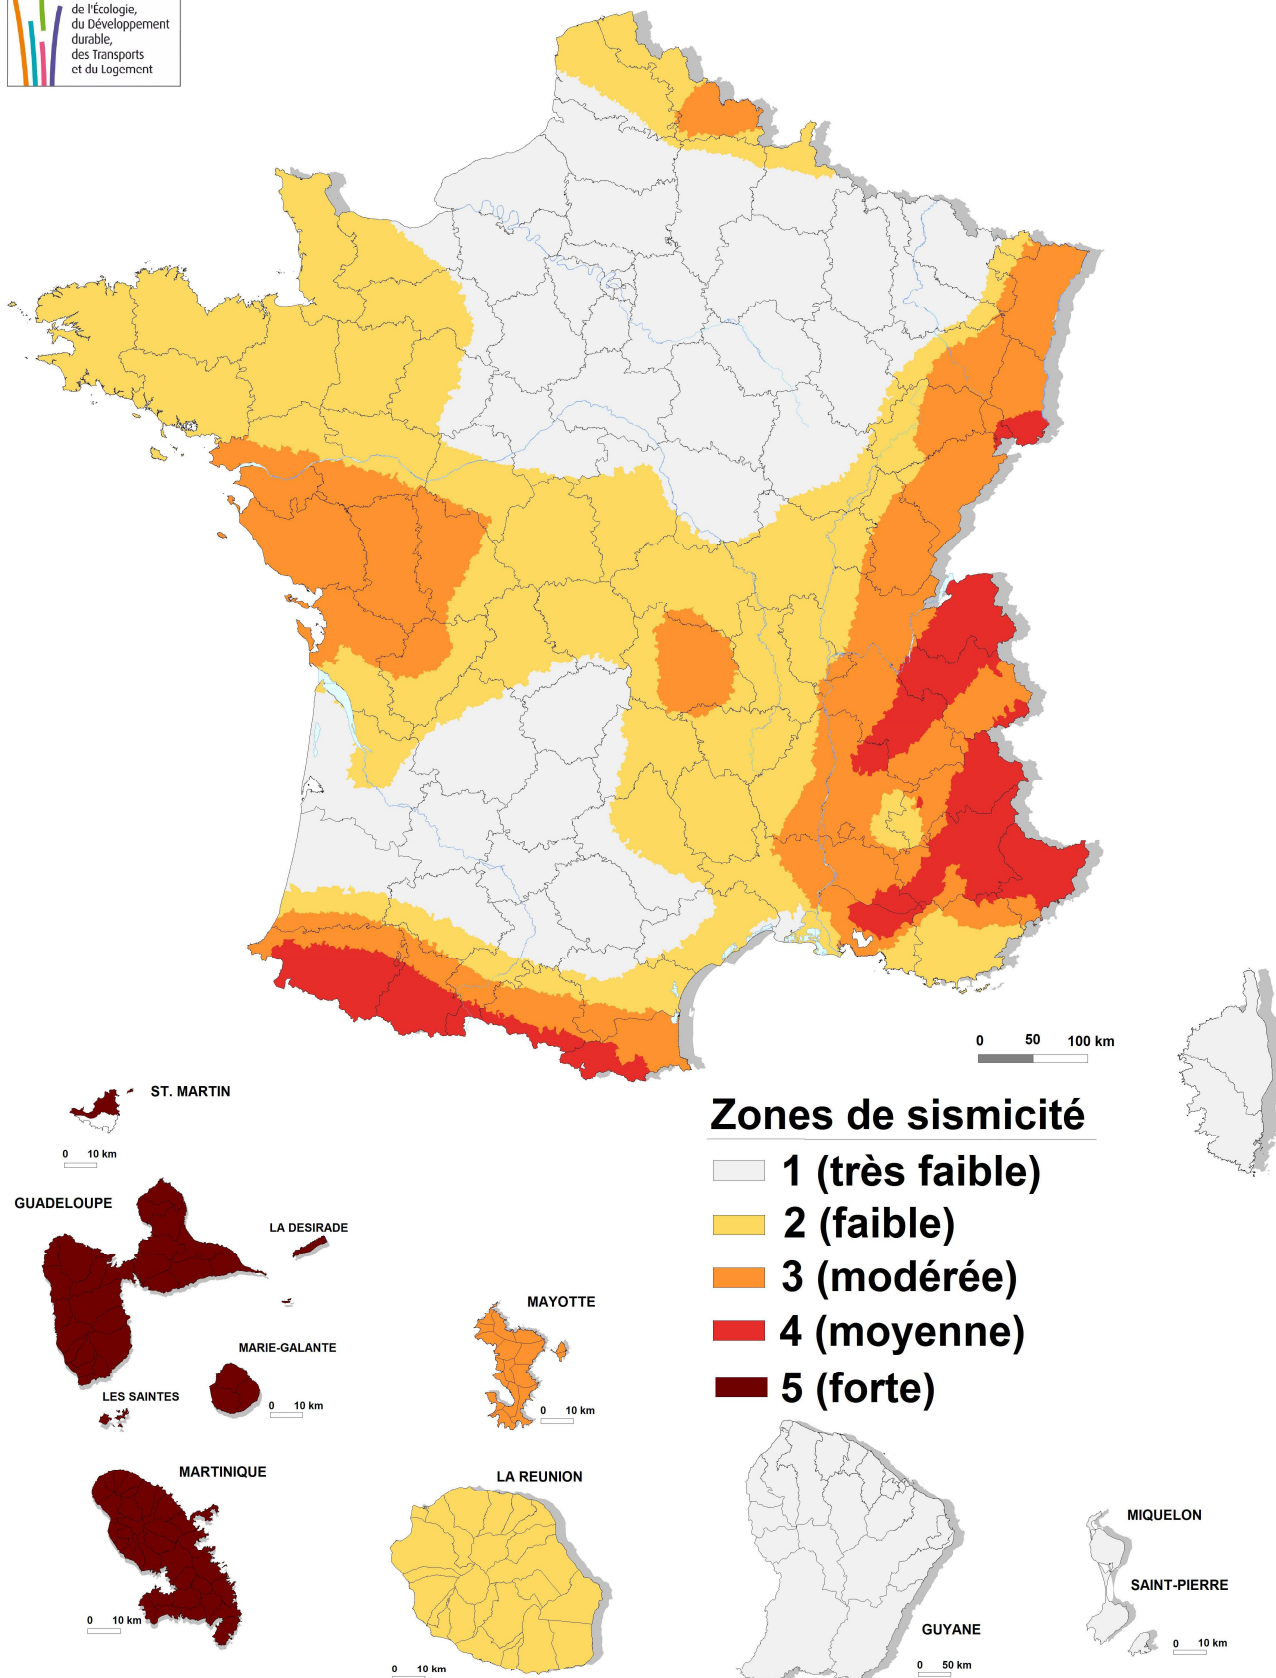 de l'Écologie,
du Développement
durable,
des Transports
et du Logement
0 50 100 km
ST. MARTIN
0 10 km
Zones de sismicité
1 (très faible)
2 (faible)
3 (modérée)
4 (moyenne)
5 (forte)
GUADELOUPE
LA DESIRADE
MARIE-GALANTE
LES SAINTES
0 10 km
MAYOTTE
0 10 km
MARTINIQUE
0 10 km
LA REUNION
0 10 km
GUYANE
0 50 km
MIQUELON
SAINT-PIERRE
0 10 km